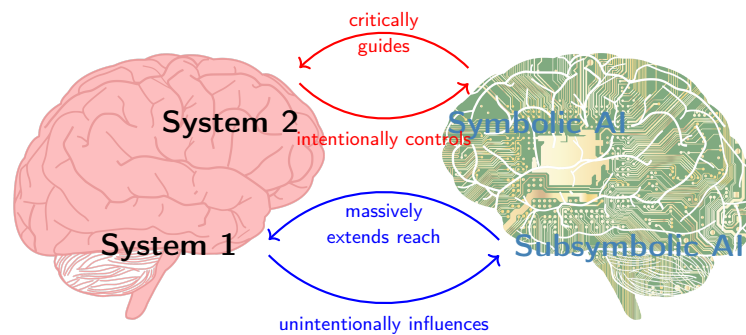 critically
guides
System 2
Symbolic AI
intentionally controls
massively
extends reach
System 1
Subsymbolic AI
unintentionally influences